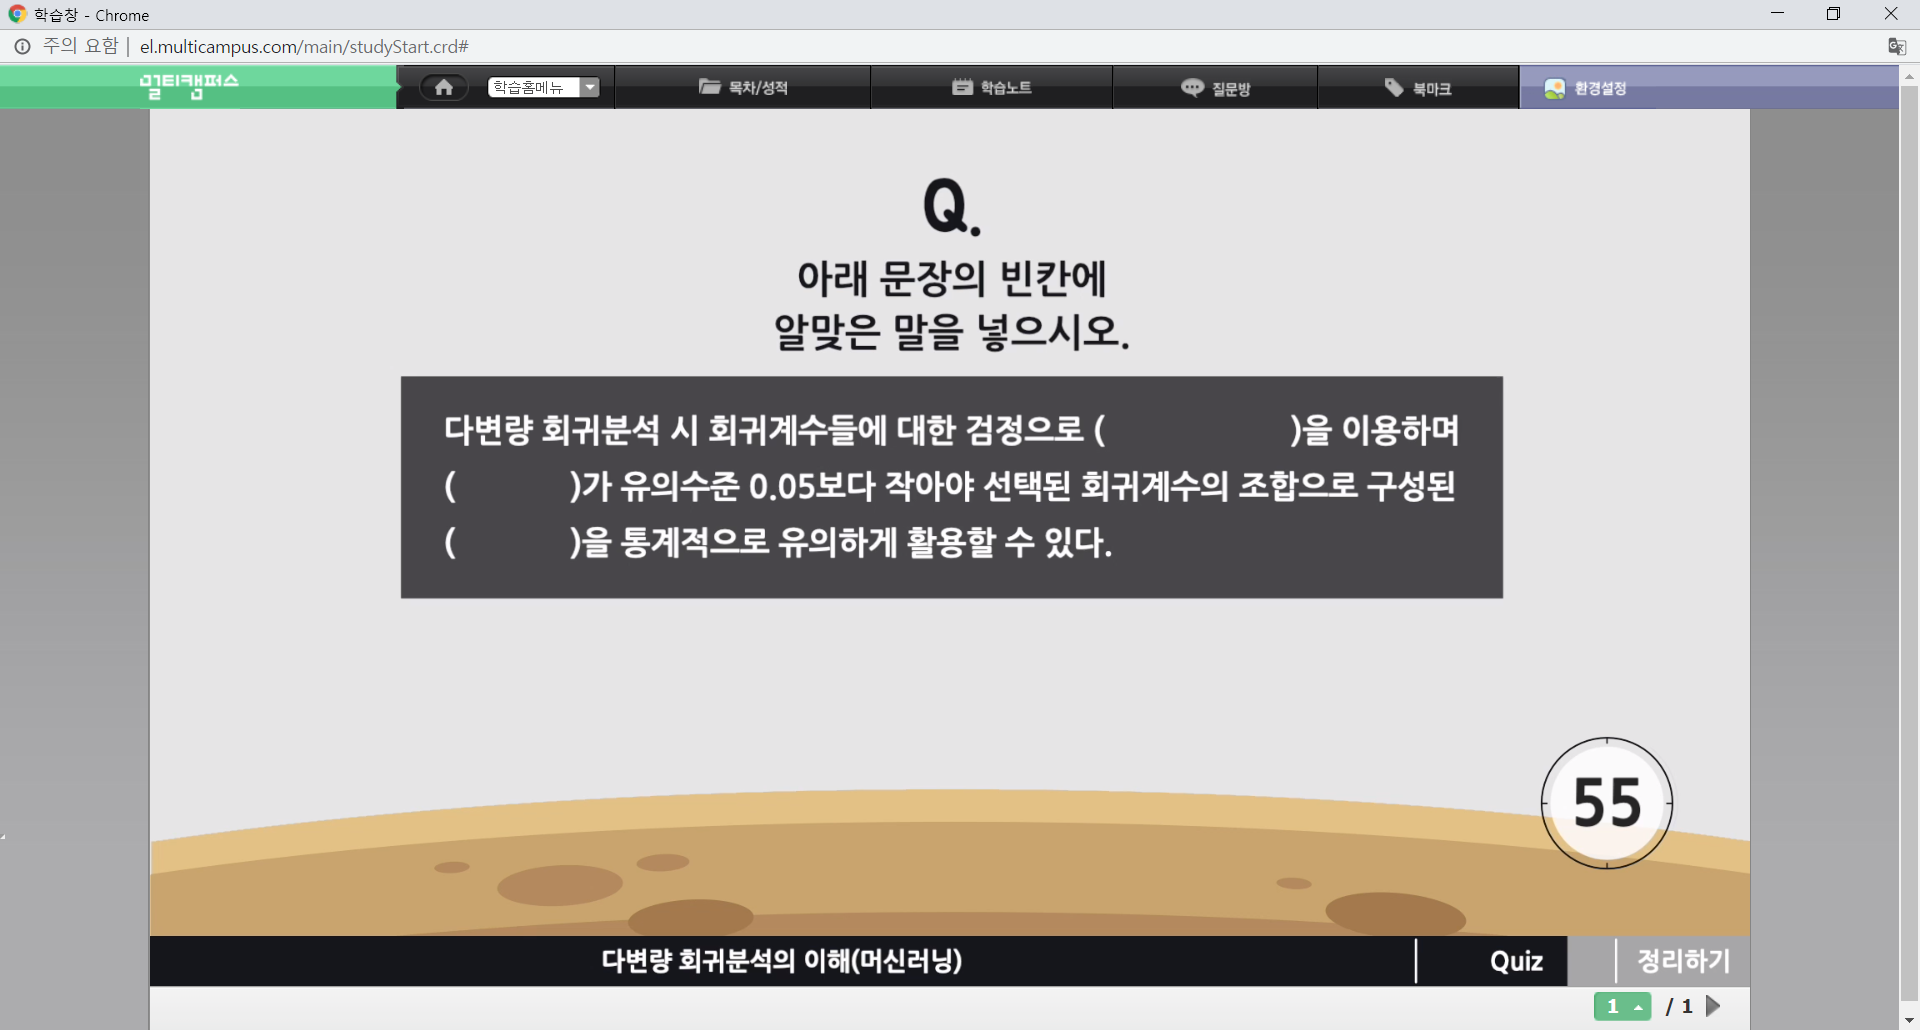 학습창 - Chrome
주의 요함 | el.multicampus.com/main/studyStart.crd#
멀티캠퍼스 학습홈메뉴 목차/성적 학습노트 질문방 북마크 환경설정
Q.
아래 문장의 빈칸에
알맞은 말을 넣으시오.
다변량 회귀분석 시 회귀계수들에 대한 검정으로 ( )을 이용하며
( )가 유의수준 0.05보다 작아야 선택된 회귀계수의 조합으로 구성된
( )을 통계적으로 유의하게 활용할 수 있다.
55
다변량 회귀분석의 이해(머신러닝) Quiz 정리하기
1 / 1